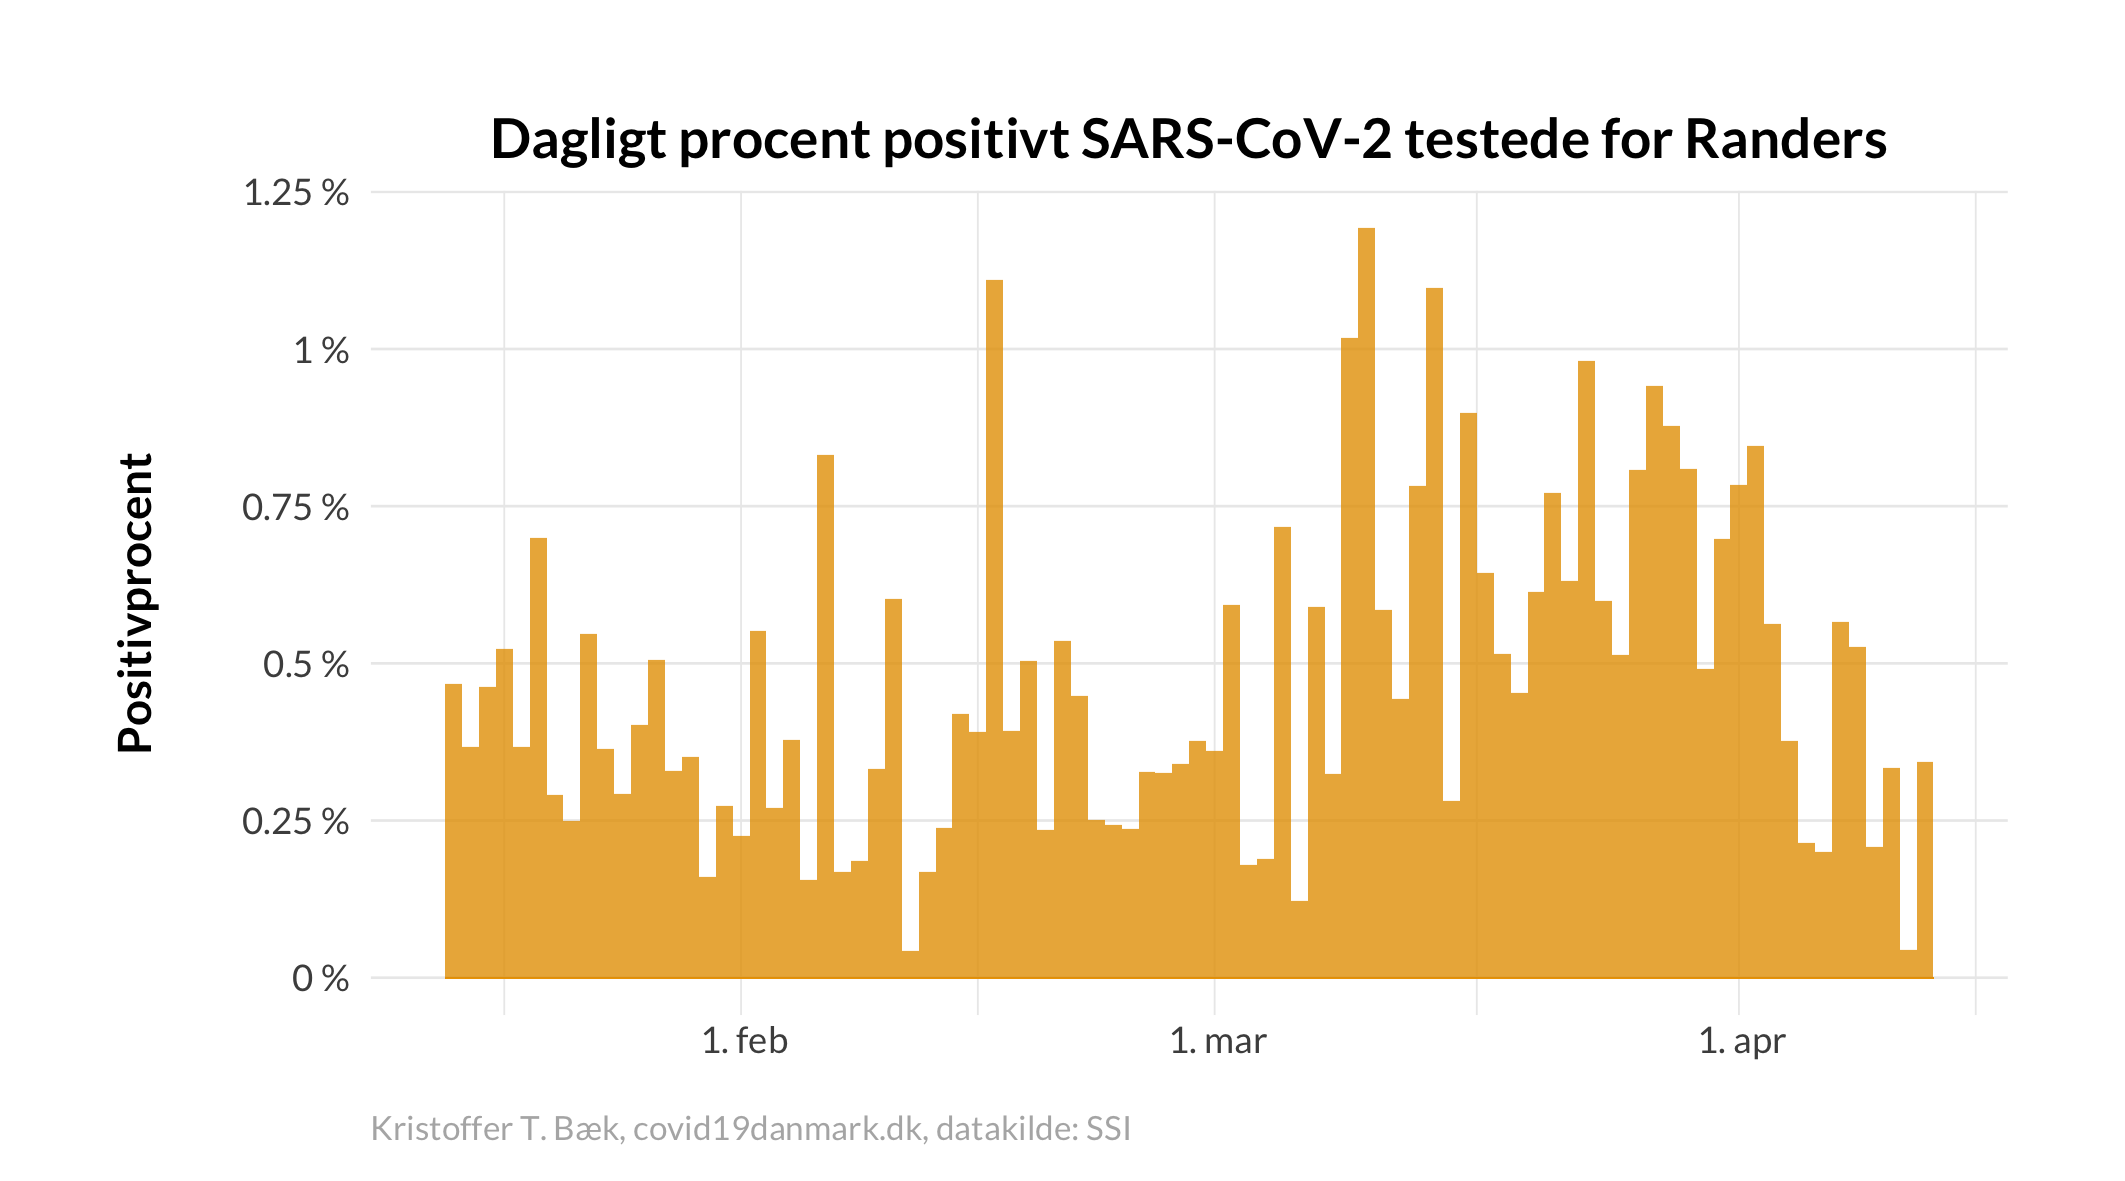 Dagligt procent positivt SARS-CoV-2 testede for Randers
Positivprocent
1.25 %
1 %
0.75 %
0.5 %
0.25 %
0 %
1. feb
1. mar
1. apr
Kristoffer T. Bæk, covid19danmark.dk, datakilde: SSI